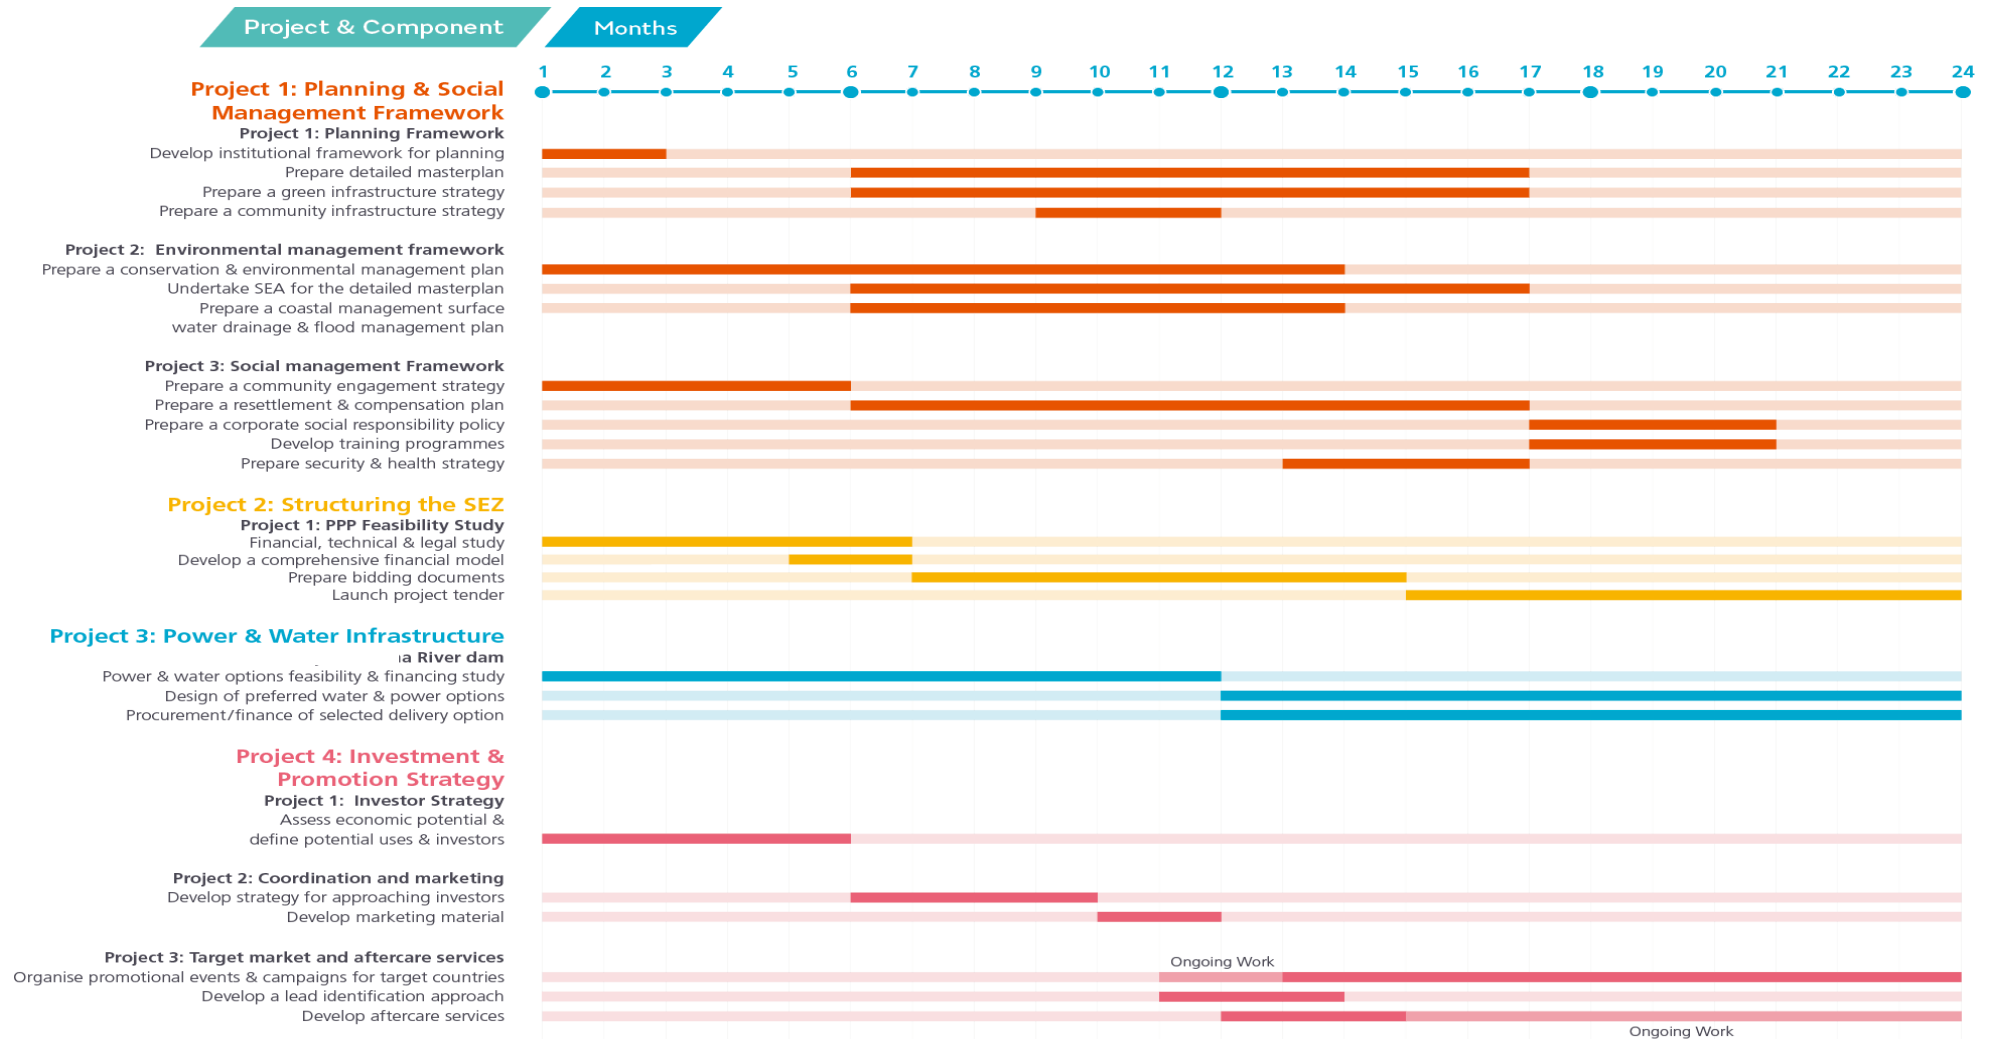 Project & Component
Months
1 2 3 4 5 6 7 8 9 10 11 12 13 14 15 16 17 18 19 20 21 22 23 24
Project 1: Planning & Social
Management Framework
Project 1: Planning Framework
Develop institutional framework for planning
Prepare detailed masterplan
Prepare a green infrastructure strategy
Prepare a community infrastructure strategy
Project 2: Environmental management framework
Prepare a conservation & environmental management plan
Undertake SEA for the detailed masterplan
Prepare a coastal management surface
water drainage & flood management plan
Project 3: Social management Framework
Prepare a community engagement strategy
Prepare a resettlement & compensation plan
Prepare a corporate social responsibility policy
Develop training programmes
Prepare security & health strategy
Project 2: Structuring the SEZ
Project 1: PPP Feasibility Study
Financial, technical & legal study
Develop a comprehensive financial model
Prepare bidding documents
Launch project tender
Project 3: Power & Water Infrastructure
River dam
Power & water options feasibility & financing study
Design of preferred water & power options
Procurement/finance of selected delivery option
Project 4: Investment &
Promotion Strategy
Project 1: Investor Strategy
Assess economic potential &
define potential uses & investors
Project 2: Coordination and marketing
Develop strategy for approaching investors
Develop marketing material
Project 3: Target market and aftercare services
Ongoing Work
Organise promotional events & campaigns for target countries
Develop a lead identification approach
Develop aftercare services
Ongoing Work